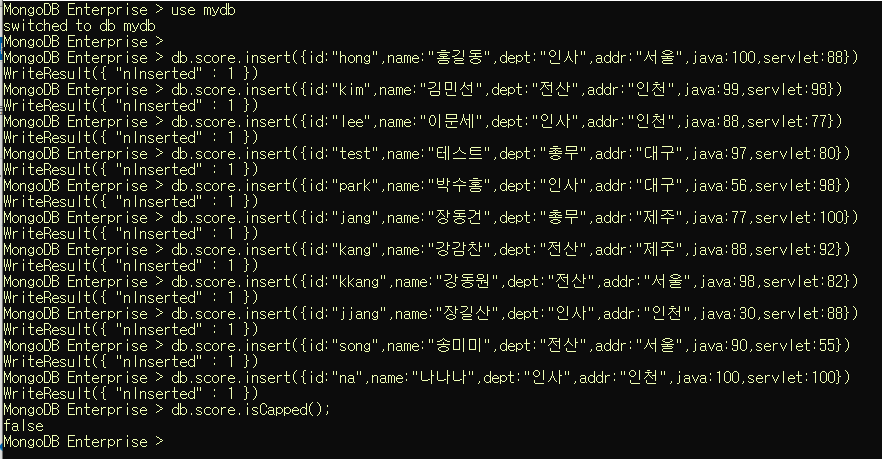 MongoDB Enterprise > use mydb
switched to db mydb
MongoDB Enterprise >
MongoDB Enterprise > db.score.insert({id:"hong",name:"홍길동",dept:"인사",addr:"서울",java:100,servlet:88})
WriteResult({ "nInserted" : 1 })
MongoDB Enterprise > db.score.insert({id:"kim",name:"김민선",dept:"전산",addr:"인천",java:99,servlet:98})
WriteResult({ "nInserted" : 1 })
MongoDB Enterprise > db.score.insert({id:"lee",name:"이문세",dept:"인사",addr:"인천",java:88,servlet:77})
WriteResult({ "nInserted" : 1 })
MongoDB Enterprise > db.score.insert({id:"test",name:"테스트",dept:"총무",addr:"대구",java:97,servlet:80})
WriteResult({ "nInserted" : 1 })
MongoDB Enterprise > db.score.insert({id:"park",name:"박수홍",dept:"인사",addr:"대구",java:56,servlet:98})
WriteResult({ "nInserted" : 1 })
MongoDB Enterprise > db.score.insert({id:"jang",name:"장동건",dept:"총무",addr:"제주",java:77,servlet:100})
WriteResult({ "nInserted" : 1 })
MongoDB Enterprise > db.score.insert({id:"kang",name:"강감찬",dept:"전산",addr:"제주",java:88,servlet:92})
WriteResult({ "nInserted" : 1 })
MongoDB Enterprise > db.score.insert({id:"kkang",name:"강동원",dept:"전산",addr:"서울",java:98,servlet:82})
WriteResult({ "nInserted" : 1 })
MongoDB Enterprise > db.score.insert({id:"jjang",name:"장길산",dept:"인사",addr:"인천",java:30,servlet:88})
WriteResult({ "nInserted" : 1 })
MongoDB Enterprise > db.score.insert({id:"song",name:"송미미",dept:"전산",addr:"서울",java:90,servlet:55})
WriteResult({ "nInserted" : 1 })
MongoDB Enterprise > db.score.insert({id:"na",name:"나나나",dept:"인사",addr:"인천",java:100,servlet:100})
WriteResult({ "nInserted" : 1 })
MongoDB Enterprise > db.score.isCapped();
false
MongoDB Enterprise >